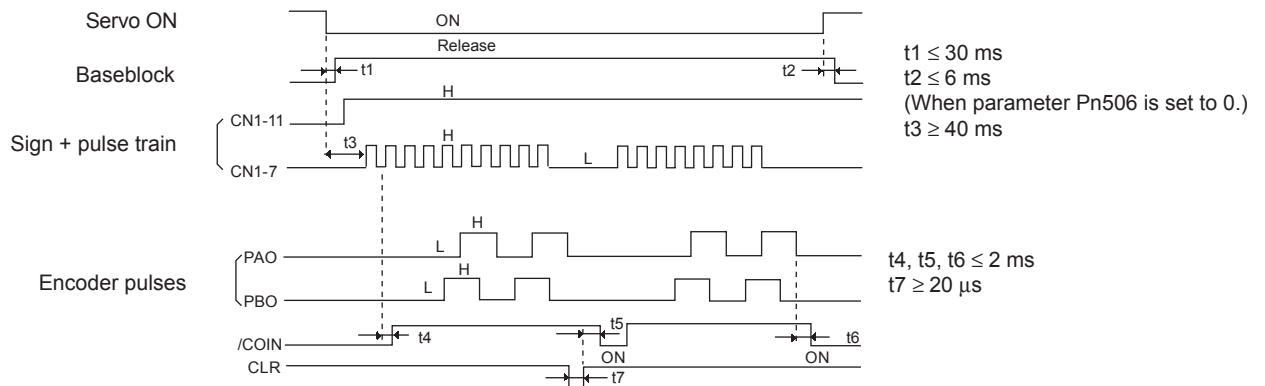 Servo ON
ON
Release
Baseblock
t1
t2
t1 ≤ 30 ms
t2 ≤ 6 ms
(When parameter Pn506 is set to 0.)
t3 ≥ 40 ms
H
CN1-11
Sign + pulse train
t3
H
L
CN1-7
H
L
PAO
H
Encoder pulses
L
PBO
t4, t5, t6 ≤ 2 ms
t7 ≥ 20 μs
/COIN
t4
t5
t6
ON
ON
CLR
t7